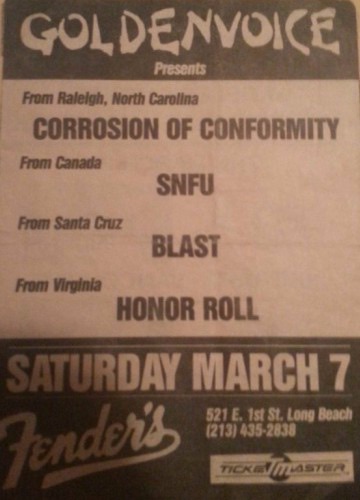 GOLDENVOICE
Presents
From Raleigh, North Carolina
CORROSION OF CONFORMITY
From Canada
SNFU
From Santa Cruz
BLAST
From Virginia
HONOR ROLL
SATURDAY MARCH 7
Fender's
521 E. 1st St. Long Beach
(213) 435-2838
TICKETMASTER